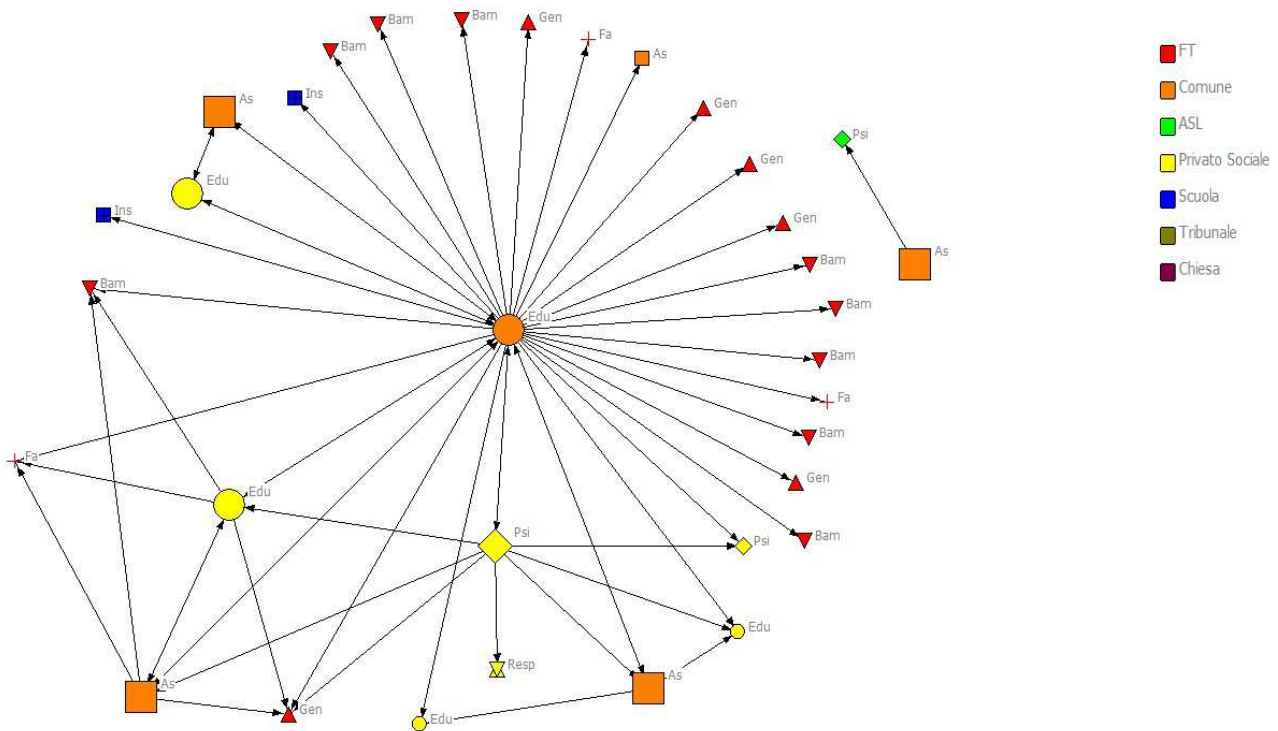 Bam
Bam
Gen
Fa
Bam
As
Ins
As
Gen
Psi
Gen
Edu
Ins
Gen
As
Bam
Bam
Bam
Edu
Bam
Fa
Bam
Fa
Gen
Edu
Psi
Psi
Bam
Edu
Resp
As
As
Gen
Edu
FT
Comune
ASL
Privato Sociale
Scuola
Tribunale
Chiesa